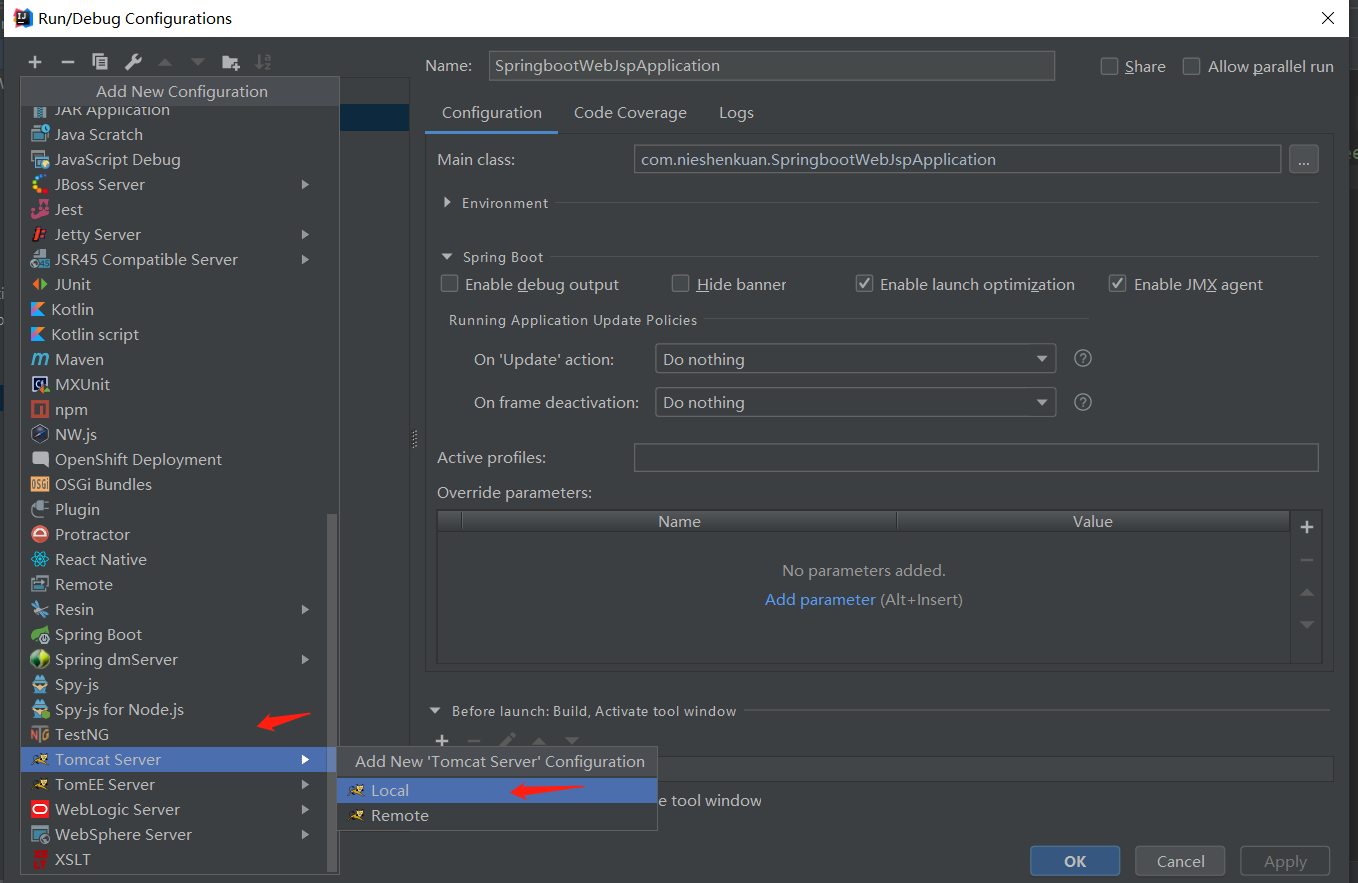 Run/Debug Configurations
Name: SpringbootWebJspApplication Share Allow parallel run
Add New Configuration
JAR Application
Java Scratch
JavaScript Debug
JBoss Server
Jest
Jetty Server
JSR45 Compatible Server
JUnit
Kotlin
Kotlin script
Maven
MXUnit
npm
NW.js
OpenShift Deployment
OSGi Bundles
Plugin
Protractor
React Native
Remote
Resin
Spring Boot
Spring dmServer
Spy-js
Spy-js for Node.js
TestNG
Tomcat Server
TomEE Server
WebLogic Server
WebSphere Server
XSLT
Add New 'Tomcat Server' Configuration
Local
Remote
Configuration Code Coverage Logs
Main class: com.nieshenkuan.SpringbootWebJspApplication ...
Environment
Spring Boot
Enable debug output Hide banner Enable launch optimization Enable JMX agent
Running Application Update Policies
On 'Update' action: Do nothing
On frame deactivation: Do nothing
Active profiles:
Override parameters:
Name Value
No parameters added.
Add parameter (Alt+Insert)
Before launch: Build, Activate tool window
e tool window
OK Cancel Apply